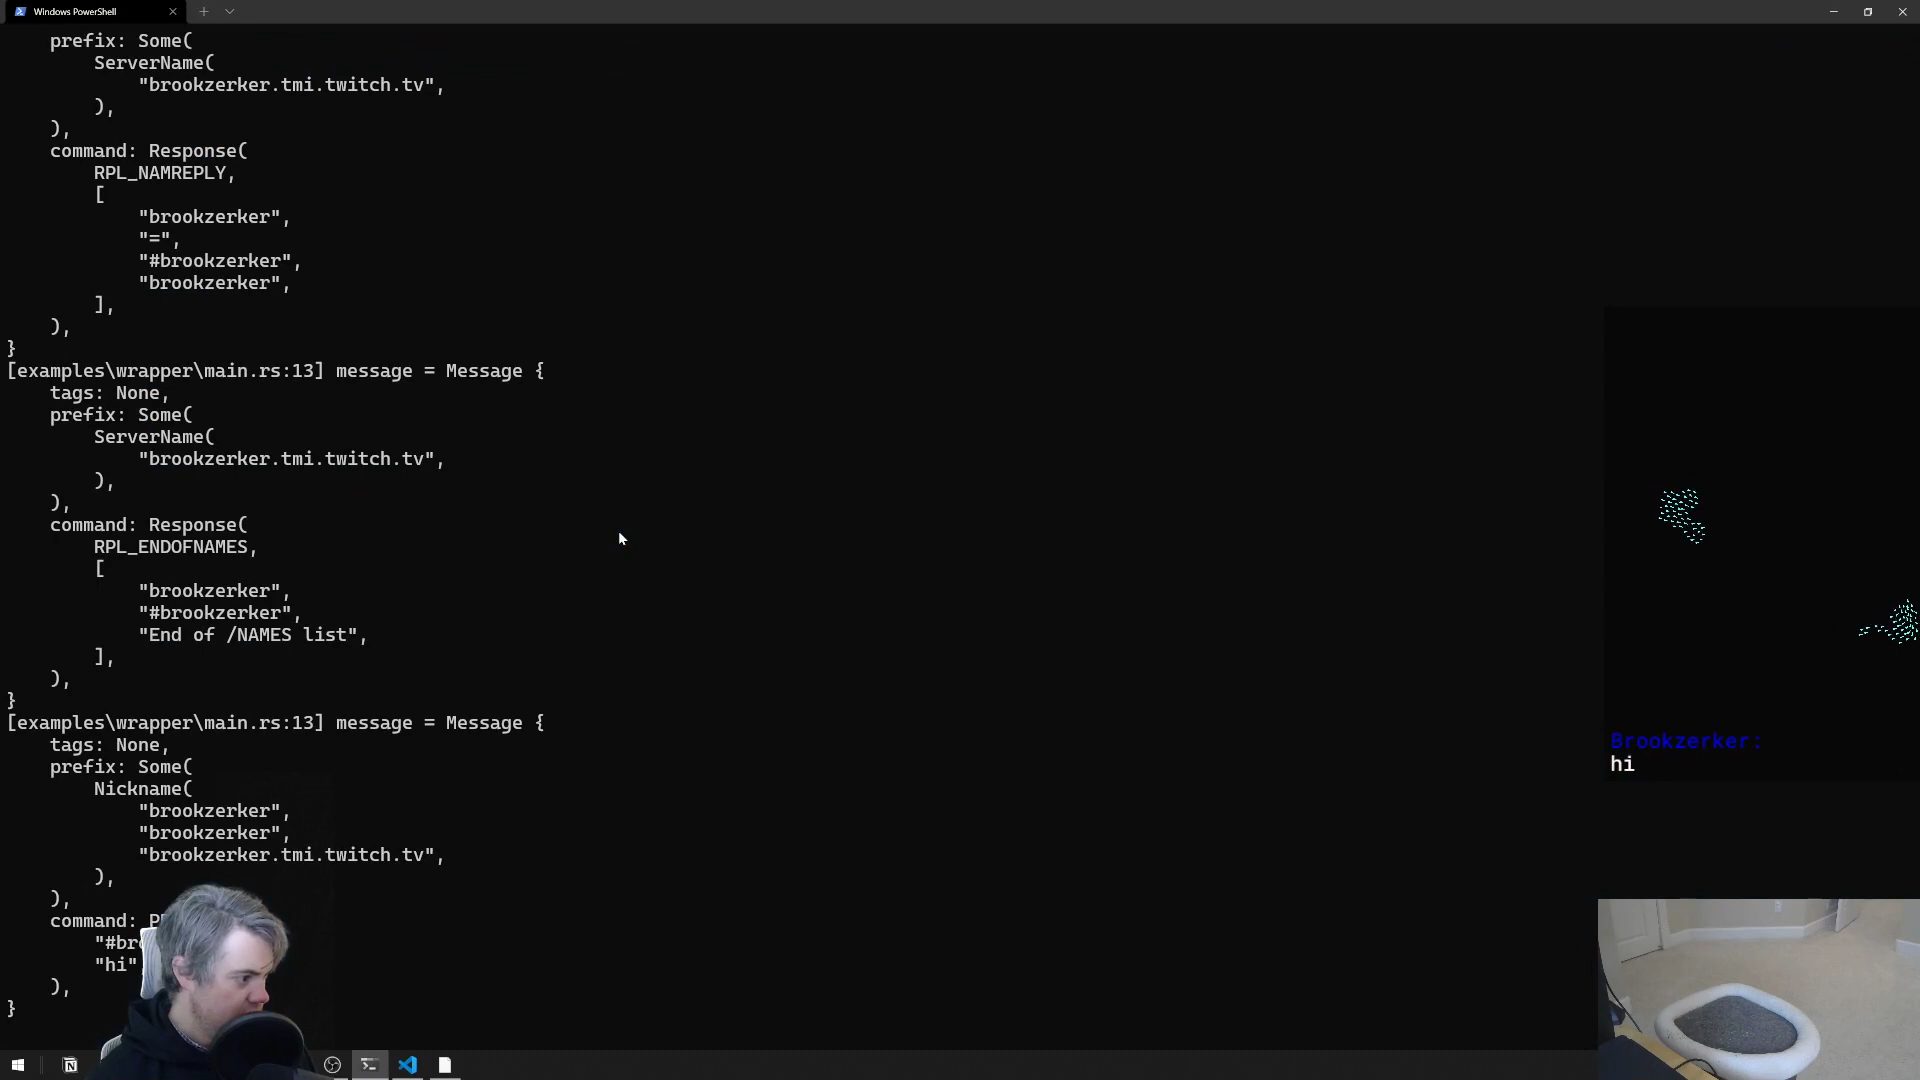 Windows PowerShell
    prefix: Some(
        ServerName(
            "brookzerker.tmi.twitch.tv",
        ),
    ),
    command: Response(
        RPL_NAMREPLY,
        [
            "brookzerker",
            "=",
            "#brookzerker",
            "brookzerker",
        ],
    ),
}
[examples\wrapper\main.rs:13] message = Message {
    tags: None,
    prefix: Some(
        ServerName(
            "brookzerker.tmi.twitch.tv",
        ),
    ),
    command: Response(
        RPL_ENDOFNAMES,
        [
            "brookzerker",
            "#brookzerker",
            "End of /NAMES list",
        ],
    ),
}
[examples\wrapper\main.rs:13] message = Message {
    tags: None,
    prefix: Some(
        Nickname(
            "brookzerker",
            "brookzerker",
            "brookzerker.tmi.twitch.tv",
        ),
    ),
    command:
        "hi"
    ),
}
Brookzerker:
hi